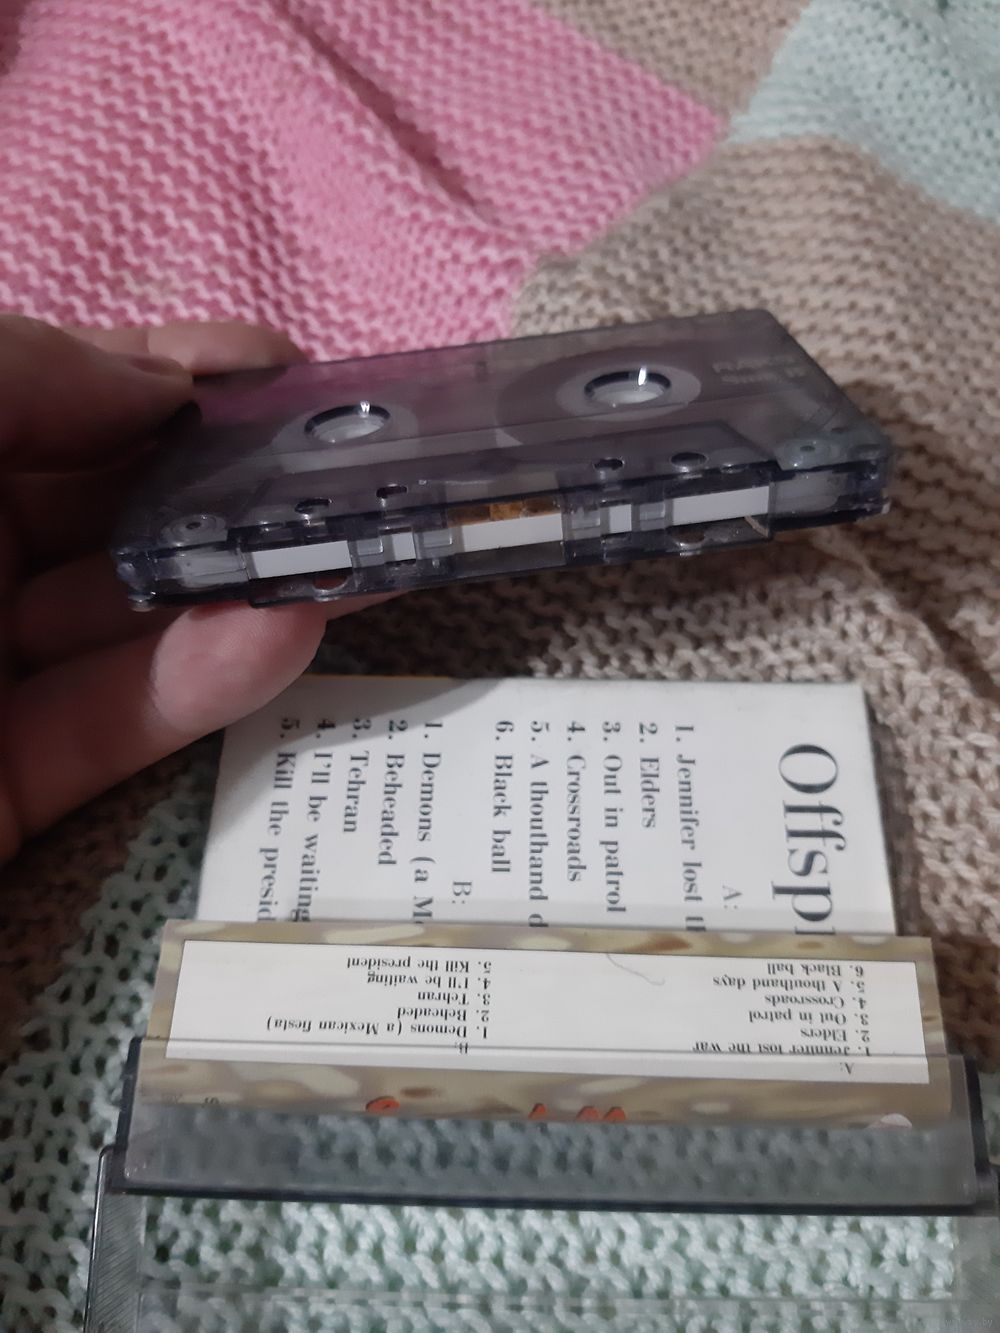 Offsp
A:
1. Jennifer lost
2. Elders
3. Out in patrol
4. Crossroads
5. A thouthand
6. Black ball
B:
1. Demons (a
2. Beheaded
3. Tehran
4. I'll be waiting
5. Kill the presid
A:
1. Jennifer lost the war
2. Elders
3. Out in patrol
4. Crossroads
5. A thouthand days
6. Black ball
1. Demons (a Mexican fiesta)
2. Beheaded
3. Tehran
4. I'll be waiting
5. Kill the president